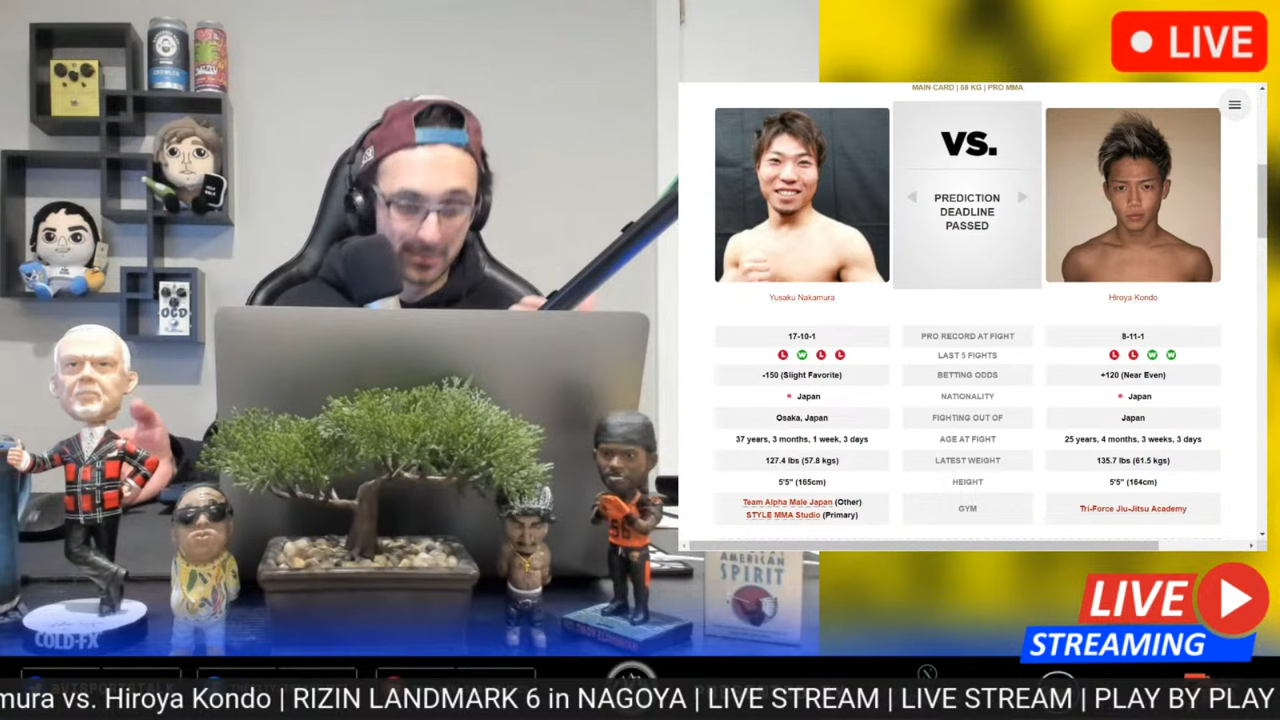 LIVE
MAIN CARD | 58 KG | PRO MMA
VS.
PREDICTION
DEADLINE
PASSED
Yusaku Nakamura
Hiroya Kondo
17-10-1 PRO RECORD AT FIGHT 8-11-1
L W L L LAST 5 FIGHTS L L W W
-150 (Slight Favorite) BETTING ODDS +120 (Near Even)
Japan NATIONALITY Japan
Osaka, Japan FIGHTING OUT OF Japan
37 years, 3 months, 1 week, 3 days AGE AT FIGHT 25 years, 4 months, 3 weeks, 3 days
127.4 lbs (57.8 kgs) LATEST WEIGHT 135.7 lbs (61.5 kgs)
5'5" (165cm) HEIGHT 5'5" (164cm)
Team Alpha Male Japan (Other)
STYLE MMA Studio (Primary)
GYM
Tri-Force Jiu-Jitsu Academy
OCD
AMERICAN
SPIRIT
COLD-FX
LIVE
STREAMING
mura vs. Hiroya Kondo | RIZIN LANDMARK 6 in NAGOYA | LIVE STREAM | LIVE STREAM | PLAY BY PLAY